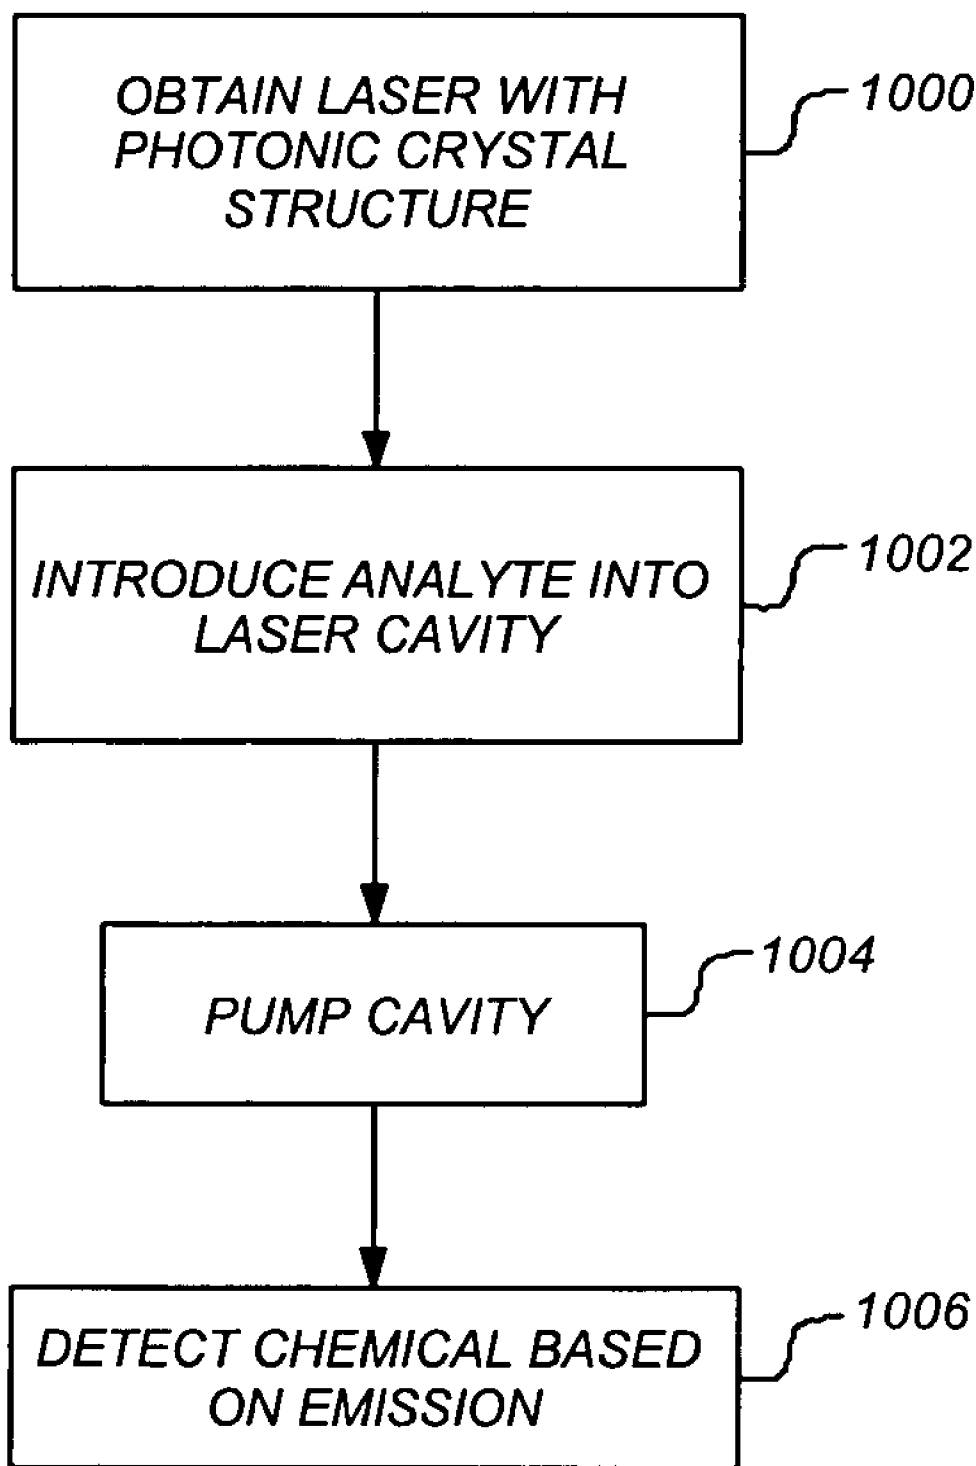 OBTAIN LASER WITH
PHOTONIC CRYSTAL
STRUCTURE
1000
INTRODUCE ANALYTE INTO
LASER CAVITY
1002
PUMP CAVITY
1004
DETECT CHEMICAL BASED
ON EMISSION
1006